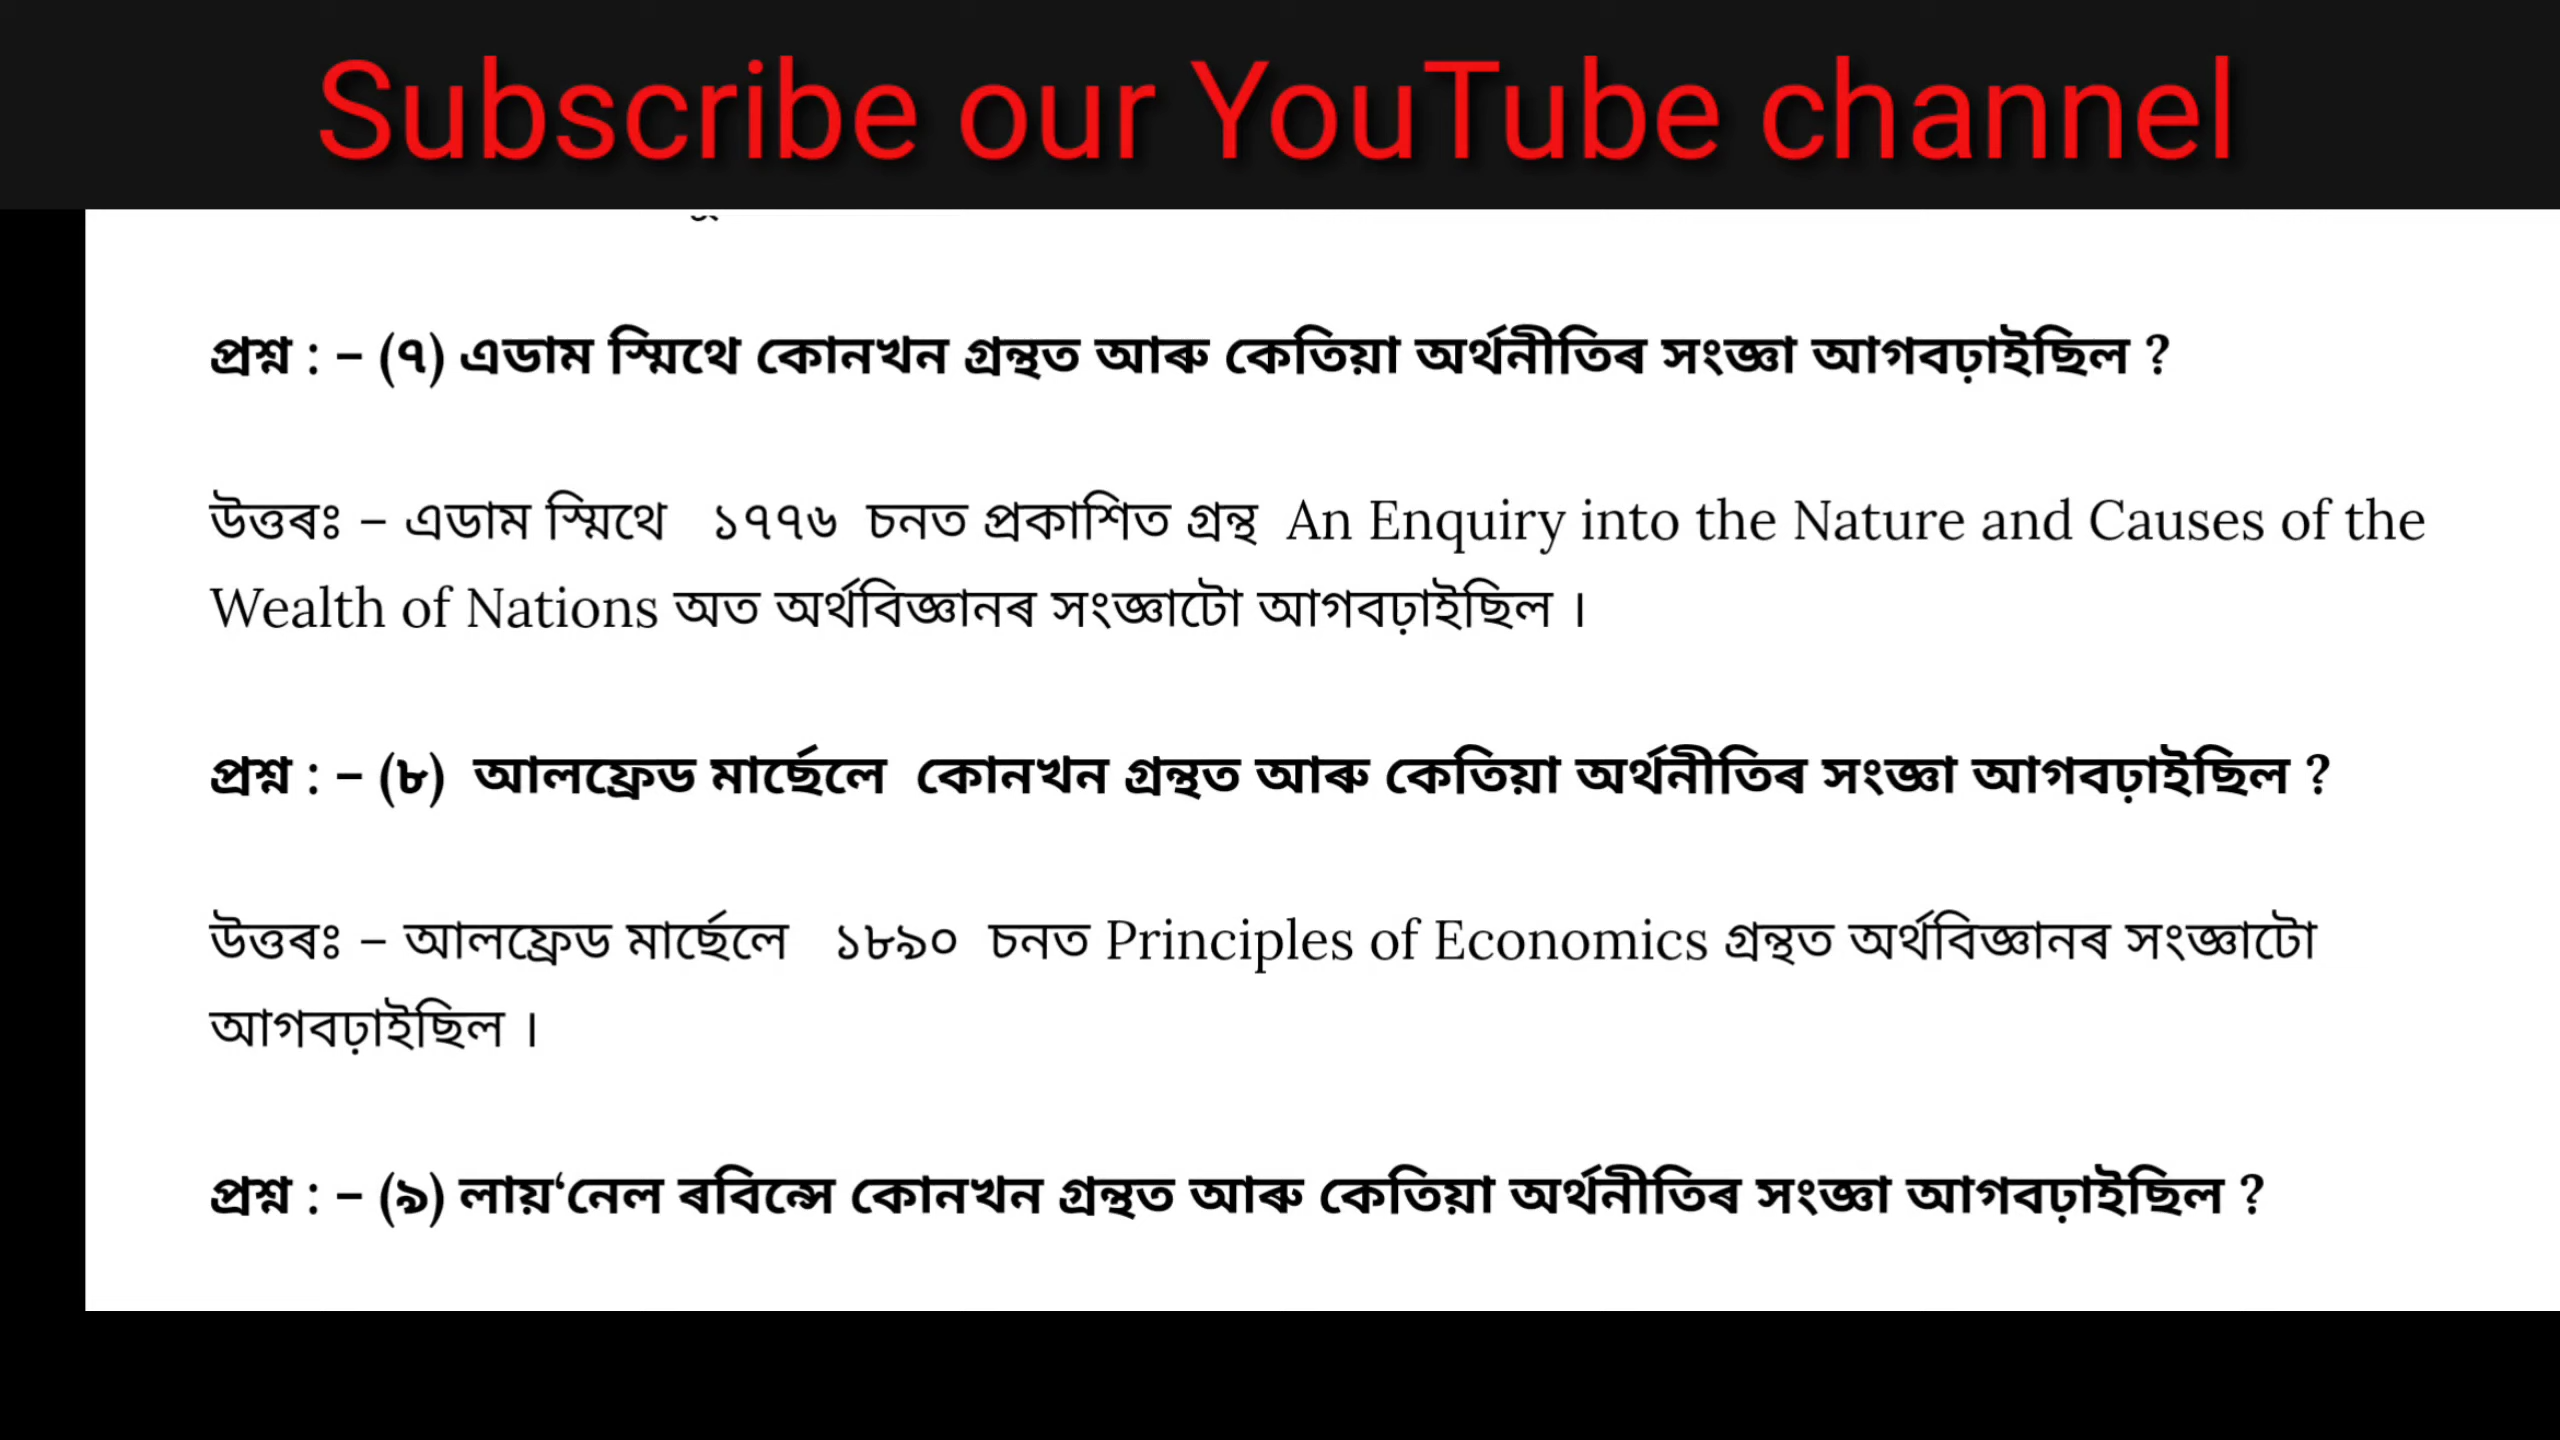 Subscribe our YouTube channel
প্ৰশ্ন : – (৭) এডাম স্মিথে কোনখন গ্ৰন্থত আৰু কেতিয়া অৰ্থনীতিৰ সংজ্ঞা আগবঢ়াইছিল ?
উত্তৰঃ – এডাম স্মিথে ১৭৭৬ চনত প্ৰকাশিত গ্ৰন্থ An Enquiry into the Nature and Causes of the
Wealth of Nations অত অৰ্থবিজ্ঞানৰ সংজ্ঞাটো আগবঢ়াইছিল ।
প্ৰশ্ন : – (৮) আলফ্ৰেড মাৰ্ছেলে কোনখন গ্ৰন্থত আৰু কেতিয়া অৰ্থনীতিৰ সংজ্ঞা আগবঢ়াইছিল ?
উত্তৰঃ – আলফ্ৰেড মাৰ্ছেলে ১৮৯০ চনত Principles of Economics গ্ৰন্থত অৰ্থবিজ্ঞানৰ সংজ্ঞাটো
আগবঢ়াইছিল ।
প্ৰশ্ন : – (৯) লায়‘নেল ৰবিন্সে কোনখন গ্ৰন্থত আৰু কেতিয়া অৰ্থনীতিৰ সংজ্ঞা আগবঢ়াইছিল ?